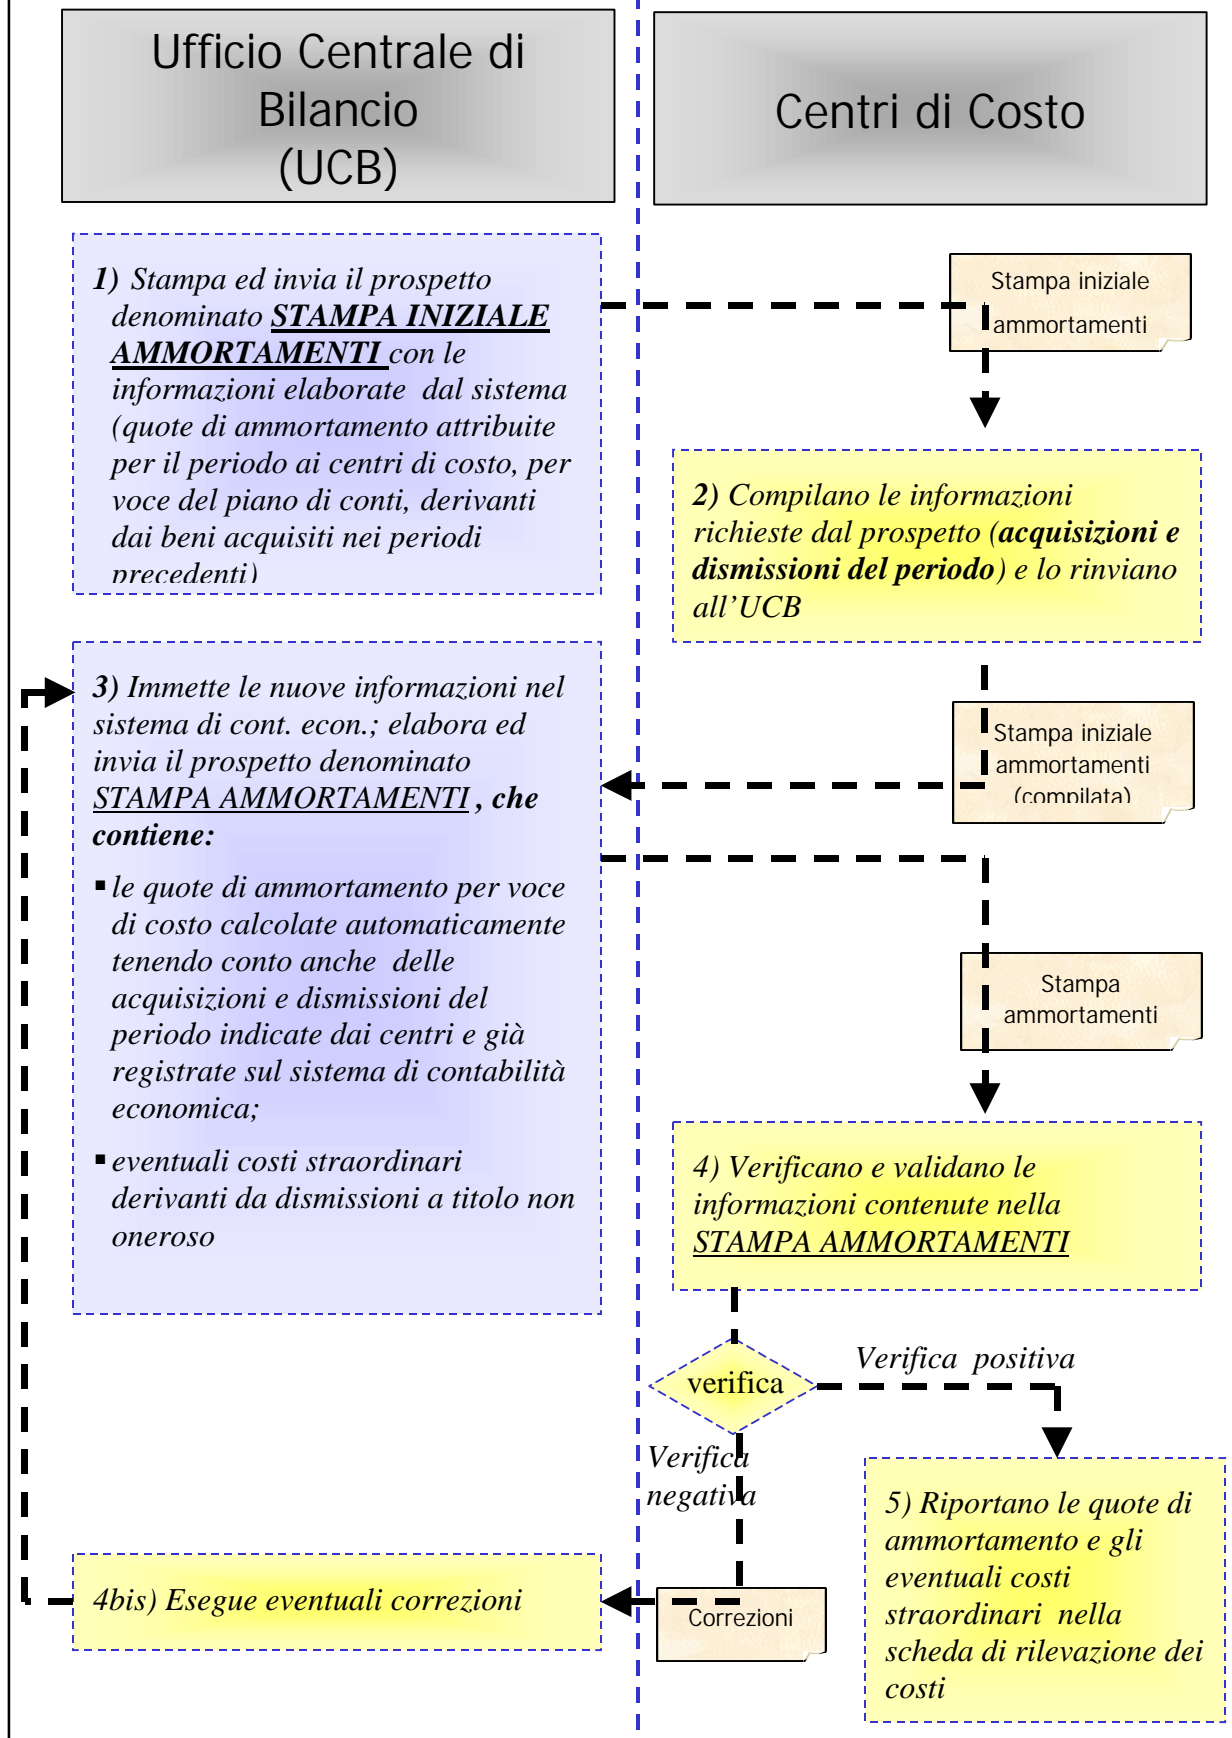 Ufficio Centrale di
Bilancio
(UCB)
Centri di Costo
1) Stampa ed invia il prospetto
denominato STAMPA INIZIALE
AMMORTAMENTI con le
informazioni elaborate dal sistema
(quote di ammortamento attribuite
per il periodo ai centri di costo, per
voce del piano di conti, derivanti
dai beni acquisiti nei periodi
precedenti)
Stampa iniziale
ammortamenti
2) Compilano le informazioni
richieste dal prospetto (acquisizioni e
dismissioni del periodo) e lo rinviano
all'UCB
Stampa iniziale
ammortamenti
(compilata)
3) Immette le nuove informazioni nel
sistema di cont. econ.; elabora ed
invia il prospetto denominato
STAMPA AMMORTAMENTI , che
contiene:
▪ le quote di ammortamento per voce
di costo calcolate automaticamente
tenendo conto anche delle
acquisizioni e dismissioni del
periodo indicate dai centri e già
registrate sul sistema di contabilità
economica;
▪ eventuali costi straordinari
derivanti da dismissioni a titolo non
oneroso
Stampa
ammortamenti
4) Verificano e validano le
informazioni contenute nella
STAMPA AMMORTAMENTI
verifica
Verifica positiva
Verifica
negativa
4bis) Esegue eventuali correzioni
Correzioni
5) Riportano le quote di
ammortamento e gli
eventuali costi
straordinari nella
scheda di rilevazione dei
costi